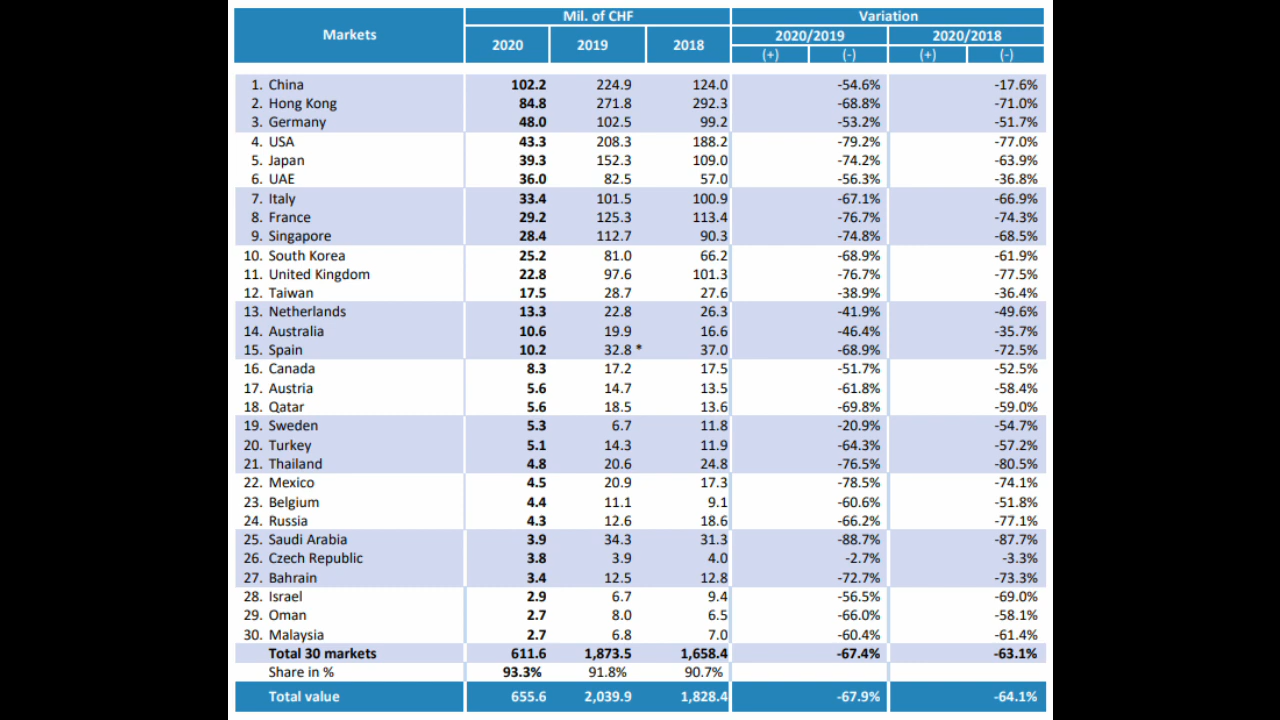 Markets Mil. of CHF Variation
2020 2019 2018 2020/2019 2020/2018
(+) (-) (+) (-)
1. China 102.2 224.9 124.0 -54.6% -17.6%
2. Hong Kong 84.8 271.8 292.3 -68.8% -71.0%
3. Germany 48.0 102.5 99.2 -53.2% -51.7%
4. USA 43.3 208.3 188.2 -79.2% -77.0%
5. Japan 39.3 152.3 109.0 -74.2% -63.9%
6. UAE 36.0 82.5 57.0 -56.3% -36.8%
7. Italy 33.4 101.5 100.9 -67.1% -66.9%
8. France 29.2 125.3 113.4 -76.7% -74.3%
9. Singapore 28.4 112.7 90.3 -74.8% -68.5%
10. South Korea 25.2 81.0 66.2 -68.9% -61.9%
11. United Kingdom 22.8 97.6 101.3 -76.7% -77.5%
12. Taiwan 17.5 28.7 27.6 -38.9% -36.4%
13. Netherlands 13.3 22.8 26.3 -41.9% -49.6%
14. Australia 10.6 19.9 16.6 -46.4% -35.7%
15. Spain 10.2 32.8 * 37.0 -68.9% -72.5%
16. Canada 8.3 17.2 17.5 -51.7% -52.5%
17. Austria 5.6 14.7 13.5 -61.8% -58.4%
18. Qatar 5.6 18.5 13.6 -69.8% -59.0%
19. Sweden 5.3 6.7 11.8 -20.9% -54.7%
20. Turkey 5.1 14.3 11.9 -64.3% -57.2%
21. Thailand 4.8 20.6 24.8 -76.5% -80.5%
22. Mexico 4.5 20.9 17.3 -78.5% -74.1%
23. Belgium 4.4 11.1 9.1 -60.6% -51.8%
24. Russia 4.3 12.6 18.6 -66.2% -77.1%
25. Saudi Arabia 3.9 34.3 31.3 -88.7% -87.7%
26. Czech Republic 3.8 3.9 4.0 -2.7% -3.3%
27. Bahrain 3.4 12.5 12.8 -72.7% -73.3%
28. Israel 2.9 6.7 9.4 -56.5% -69.0%
29. Oman 2.7 8.0 6.5 -66.0% -58.1%
30. Malaysia 2.7 6.8 7.0 -60.4% -61.4%
Total 30 markets 611.6 1,873.5 1,658.4 -67.4% -63.1%
Share in % 93.3% 91.8% 90.7%
Total value 655.6 2,039.9 1,828.4 -67.9% -64.1%